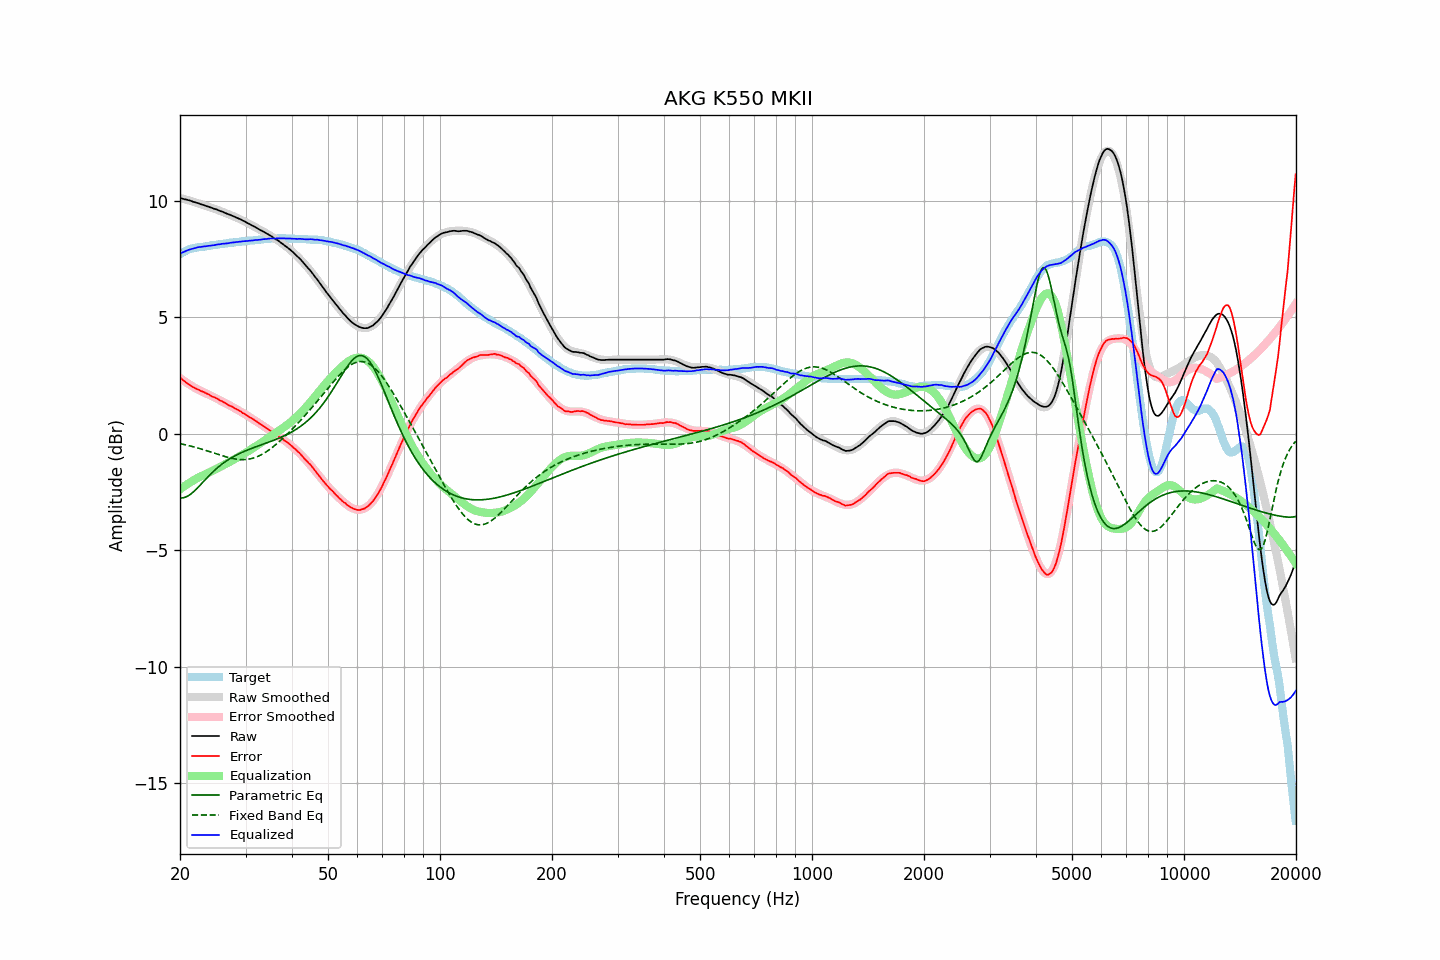 AKG K550 MKII
Amplitude (dBr)
10
5
0
−5
−10
−15
Target
Raw Smoothed
Error Smoothed
Raw
Error
Equalization
Parametric Eq
Fixed Band Eq
Equalized
20 50 100 200 500 1000 2000 5000 10000 20000
Frequency (Hz)